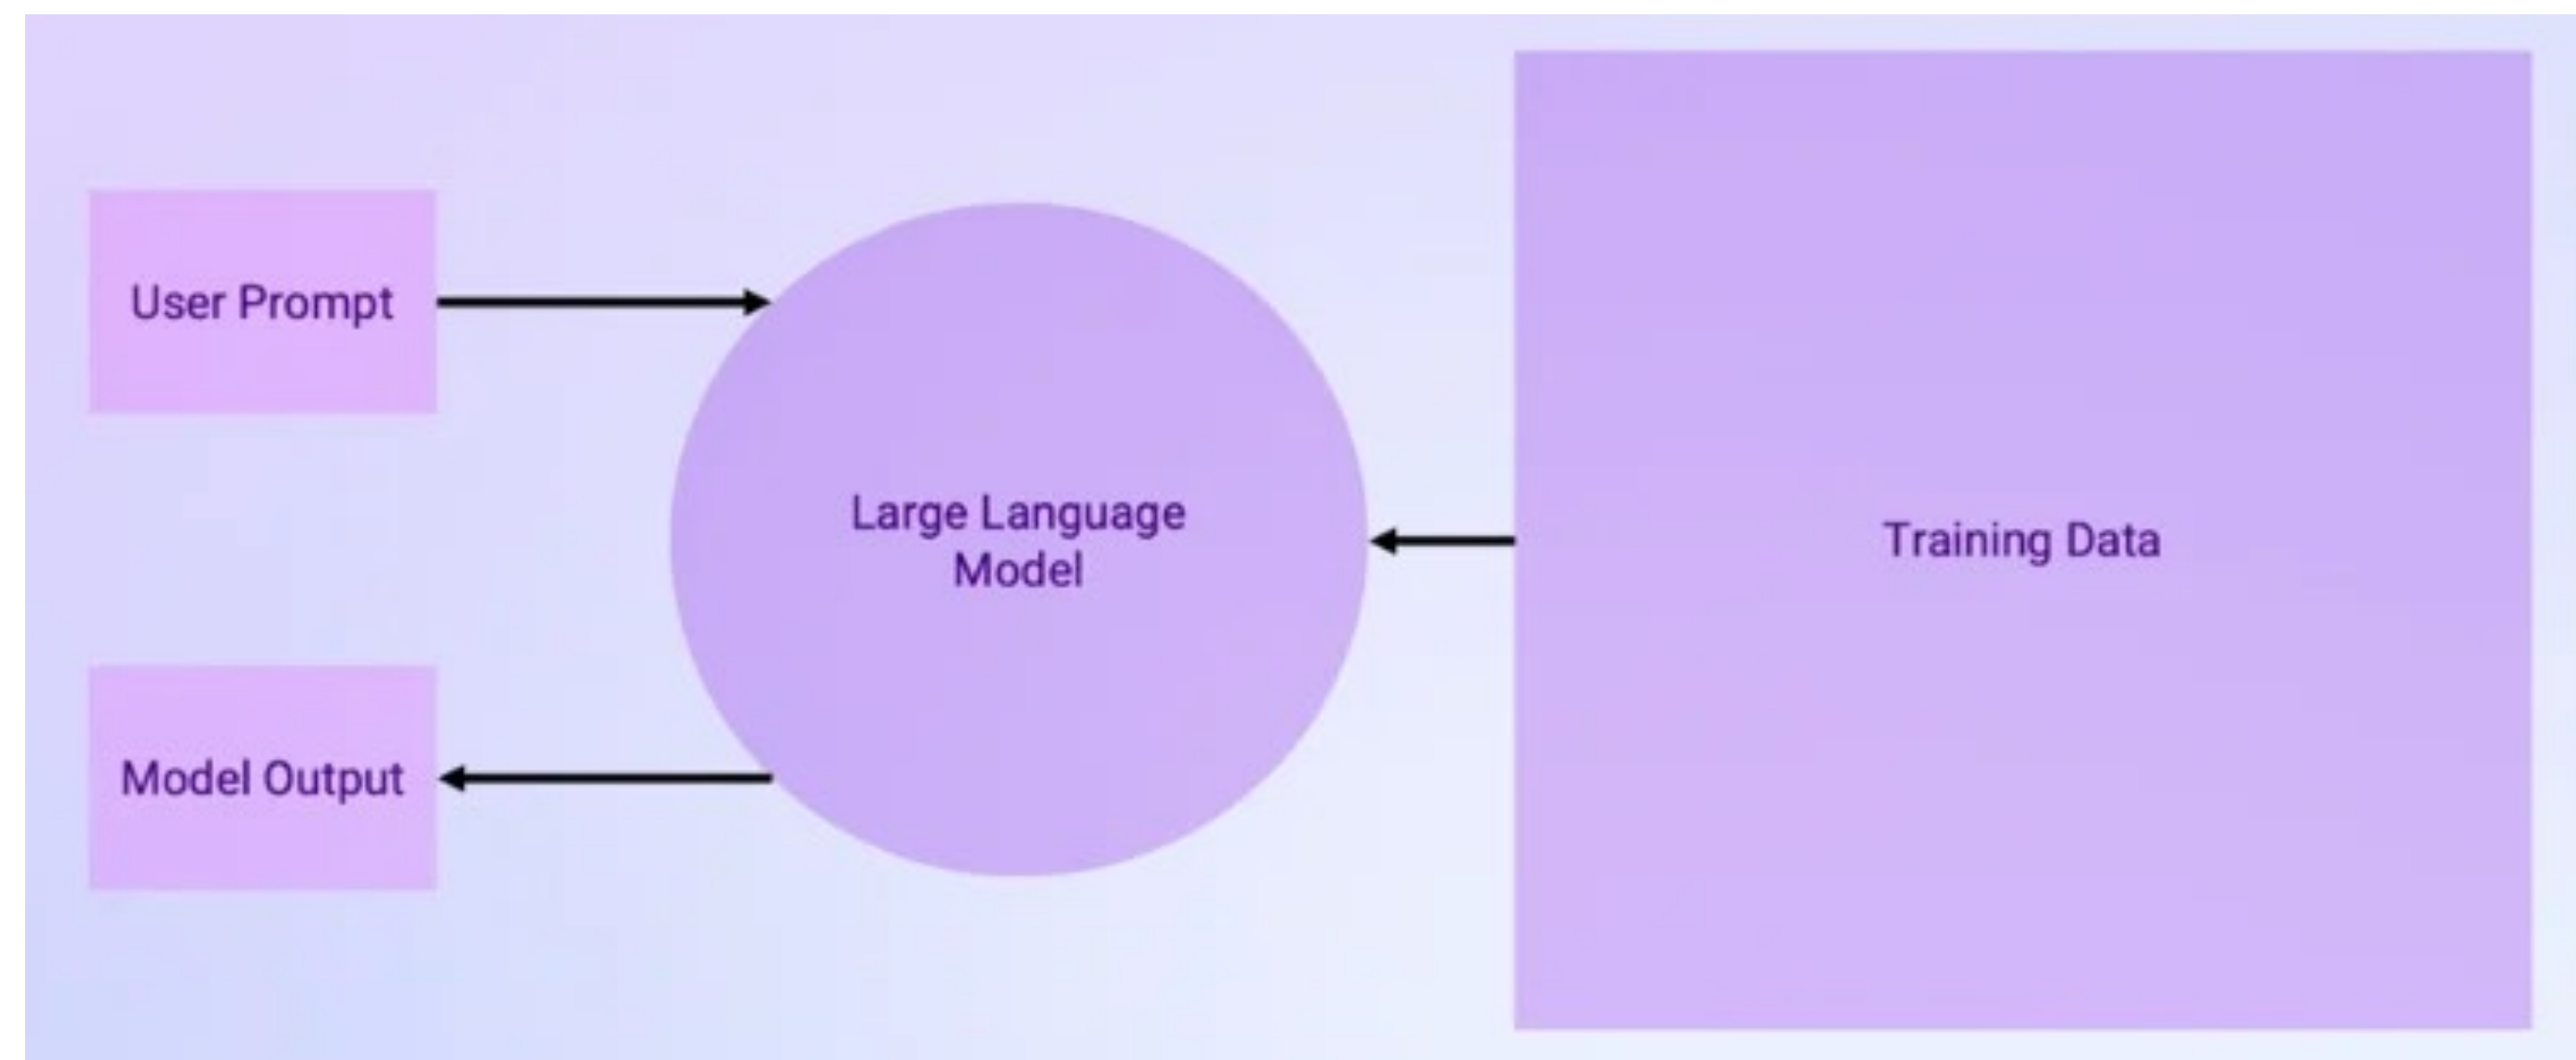 User Prompt
Large Language
Model
Training Data
Model Output